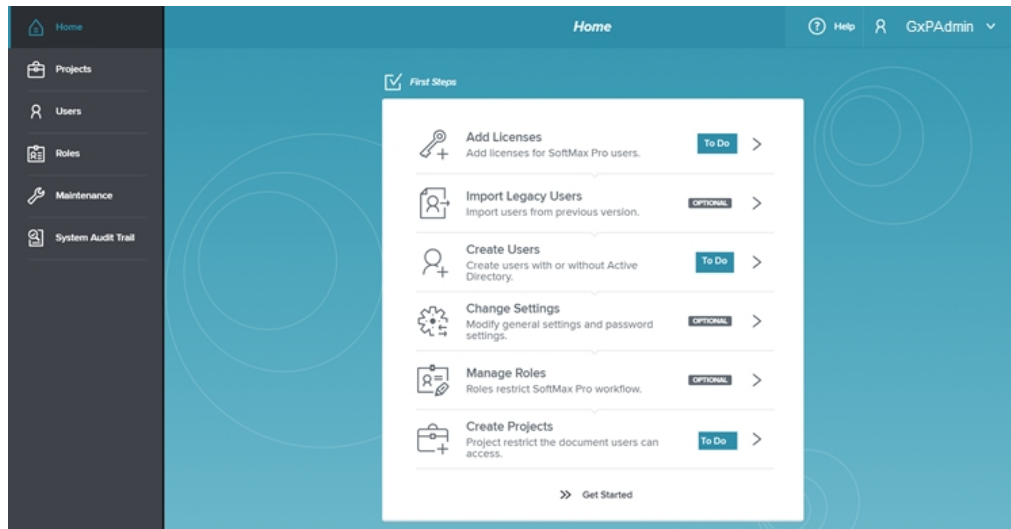 Home
Home
Help
GxPAdmin
Projects
Users
Roles
Maintenance
System Audit Trail
First Steps
Add Licenses
Add licenses for SoftMax Pro users.
To Do
Import Legacy Users
Import users from previous version.
OPTIONAL
Create Users
Create users with or without Active
Directory.
To Do
Change Settings
Modify general settings and password
settings.
OPTIONAL
Manage Roles
Roles restrict SoftMax Pro workflow.
OPTIONAL
Create Projects
Project restrict the document users can
access.
To Do
Get Started